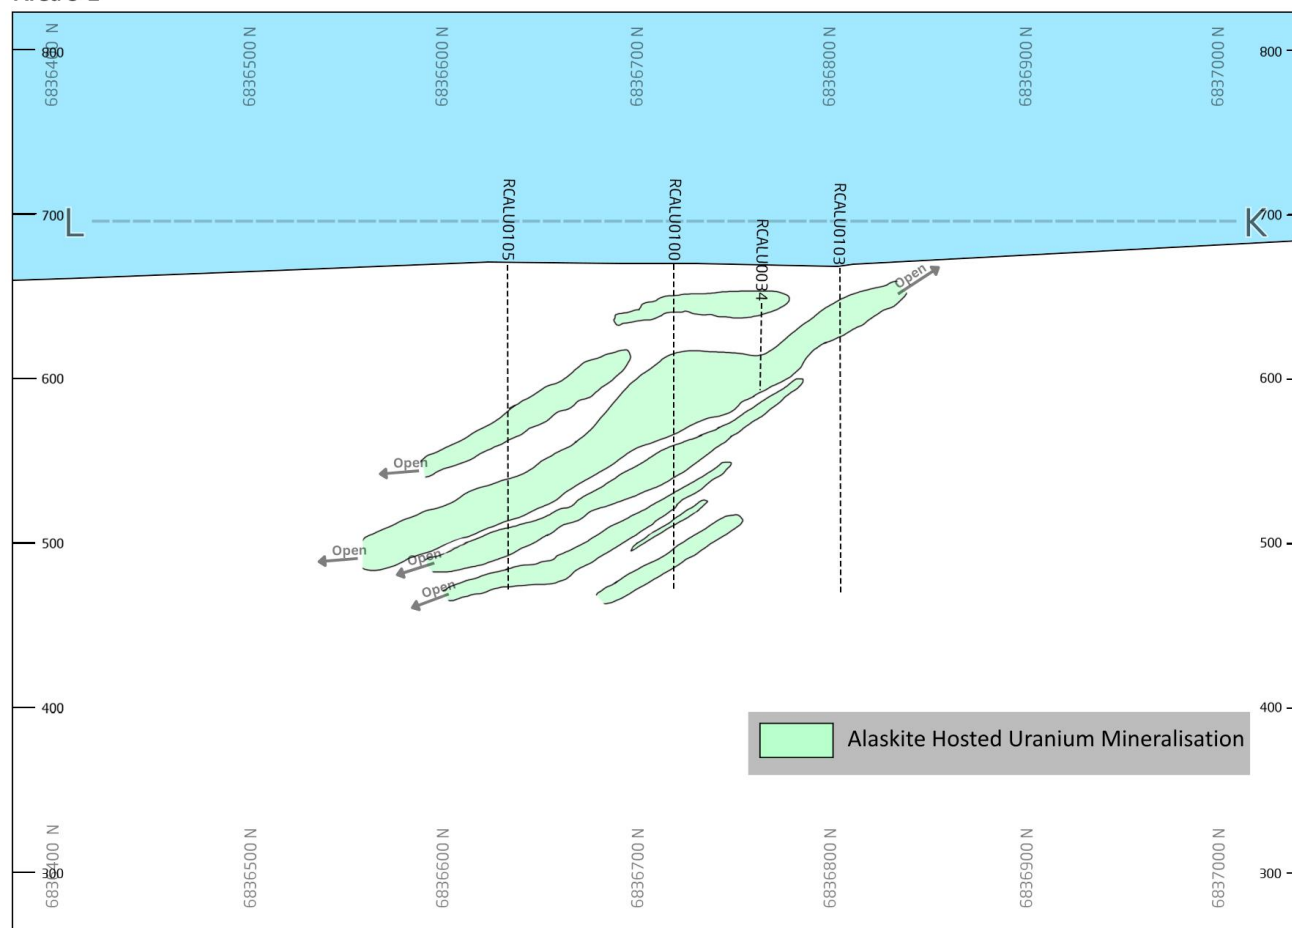 6836400 N
6836500 N
6836600 N
6836700 N
6836800 N
6836900 N
6837000 N
800
800
700
L
K
700
RCALU0105
RCALU0100
RCALU0034
RCALU0103
Open
600
600
Open
500
Open
Open
Open
500
400
400
Alaskite Hosted Uranium Mineralisation
300
300
6836400 N
6836500 N
6836600 N
6836700 N
6836800 N
6836900 N
6837000 N